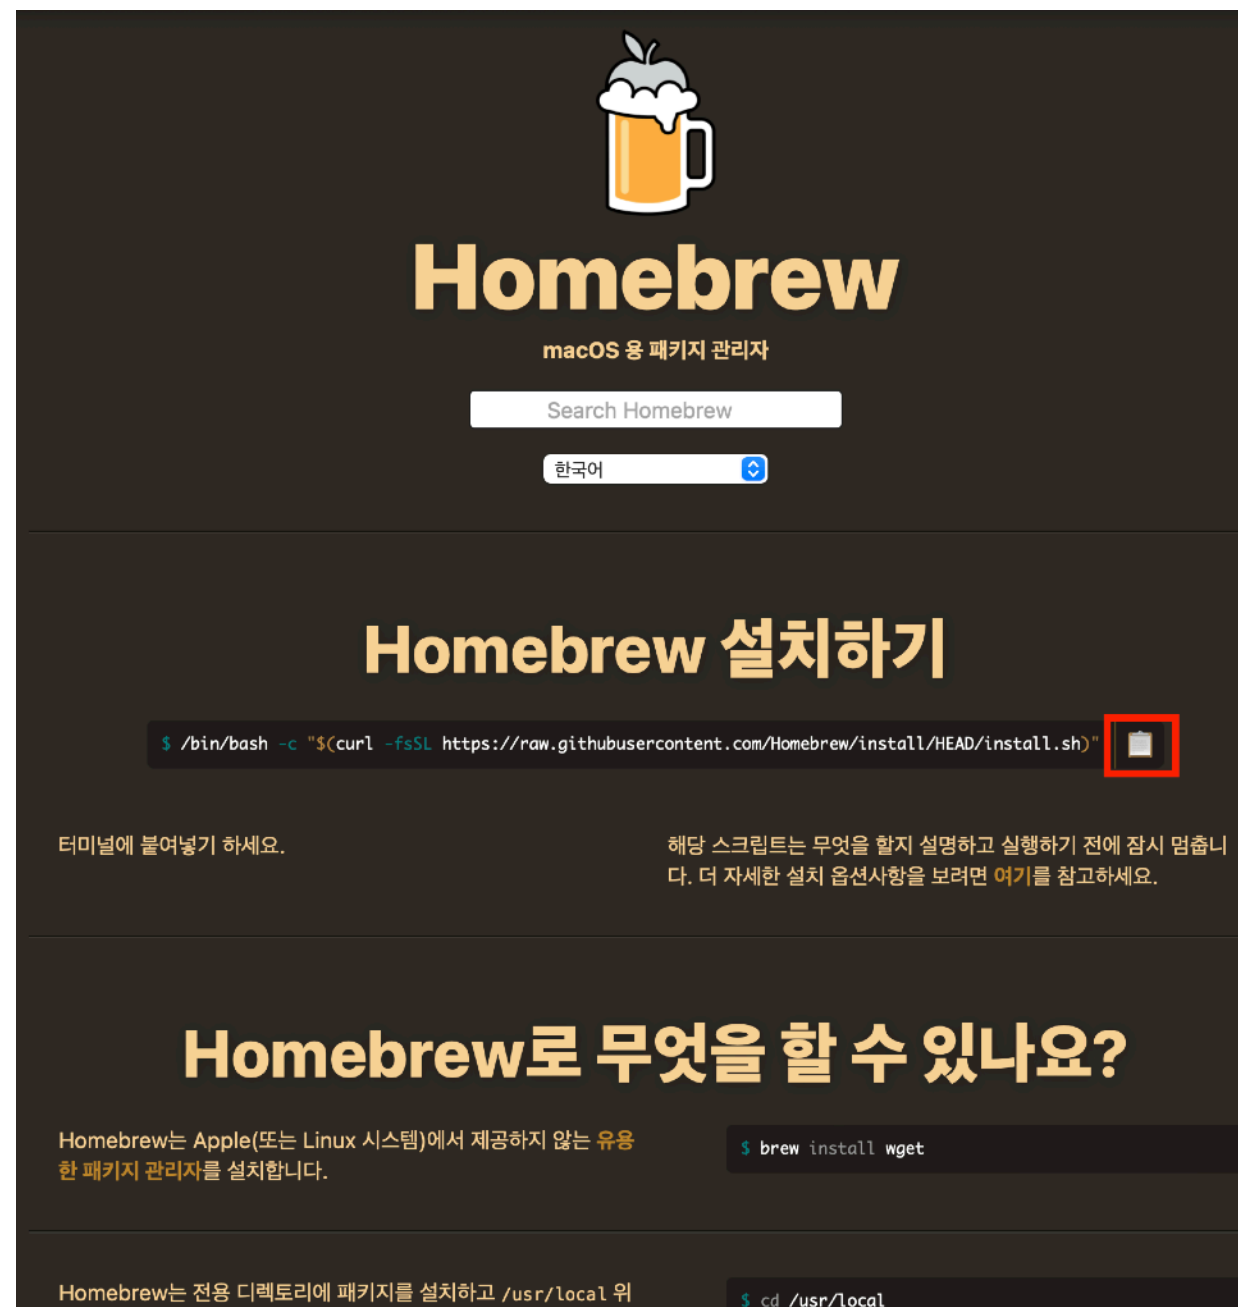 Homebrew
macOS 용 패키지 관리자
Search Homebrew
한국어
Homebrew 설치하기
$ /bin/bash -c "$(curl -fsSL https://raw.githubusercontent.com/Homebrew/install/HEAD/install.sh)"
터미널에 붙여넣기 하세요.
해당 스크립트는 무엇을 할지 설명하고 실행하기 전에 잠시 멈춥니
다. 더 자세한 설치 옵션사항을 보려면 여기를 참고하세요.
Homebrew로 무엇을 할 수 있나요?
Homebrew는 Apple(또는 Linux 시스템)에서 제공하지 않는 유용
한 패키지 관리자를 설치합니다.
$ brew install wget
Homebrew는 전용 디렉토리에 패키지를 설치하고 /usr/local 위
$ cd /usr/local